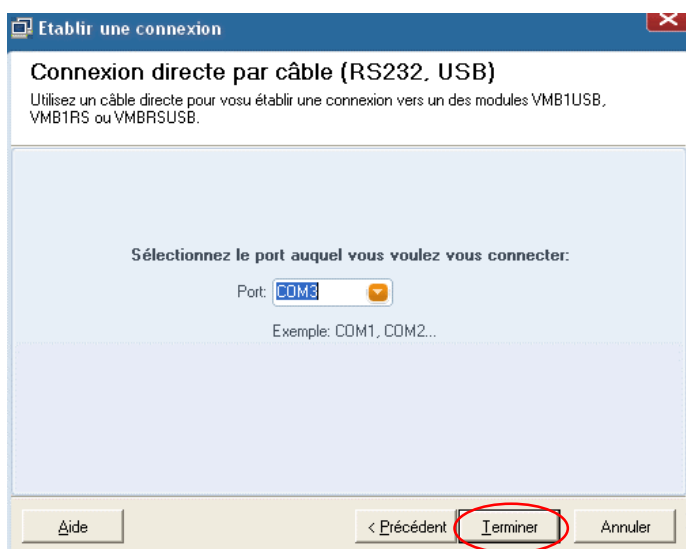 Etablir une connexion
Connexion directe par câble (RS232, USB)
Utilisez un câble directe pour vosu établir une connexion vers un des modules VMB1USB,
VMB1RS ou VMBRSUSB.
Sélectionnez le port auquel vous voulez vous connecter:
Port: COM3
Exemple: COM1, COM2...
Aide
< Précédent
Terminer
Annuler